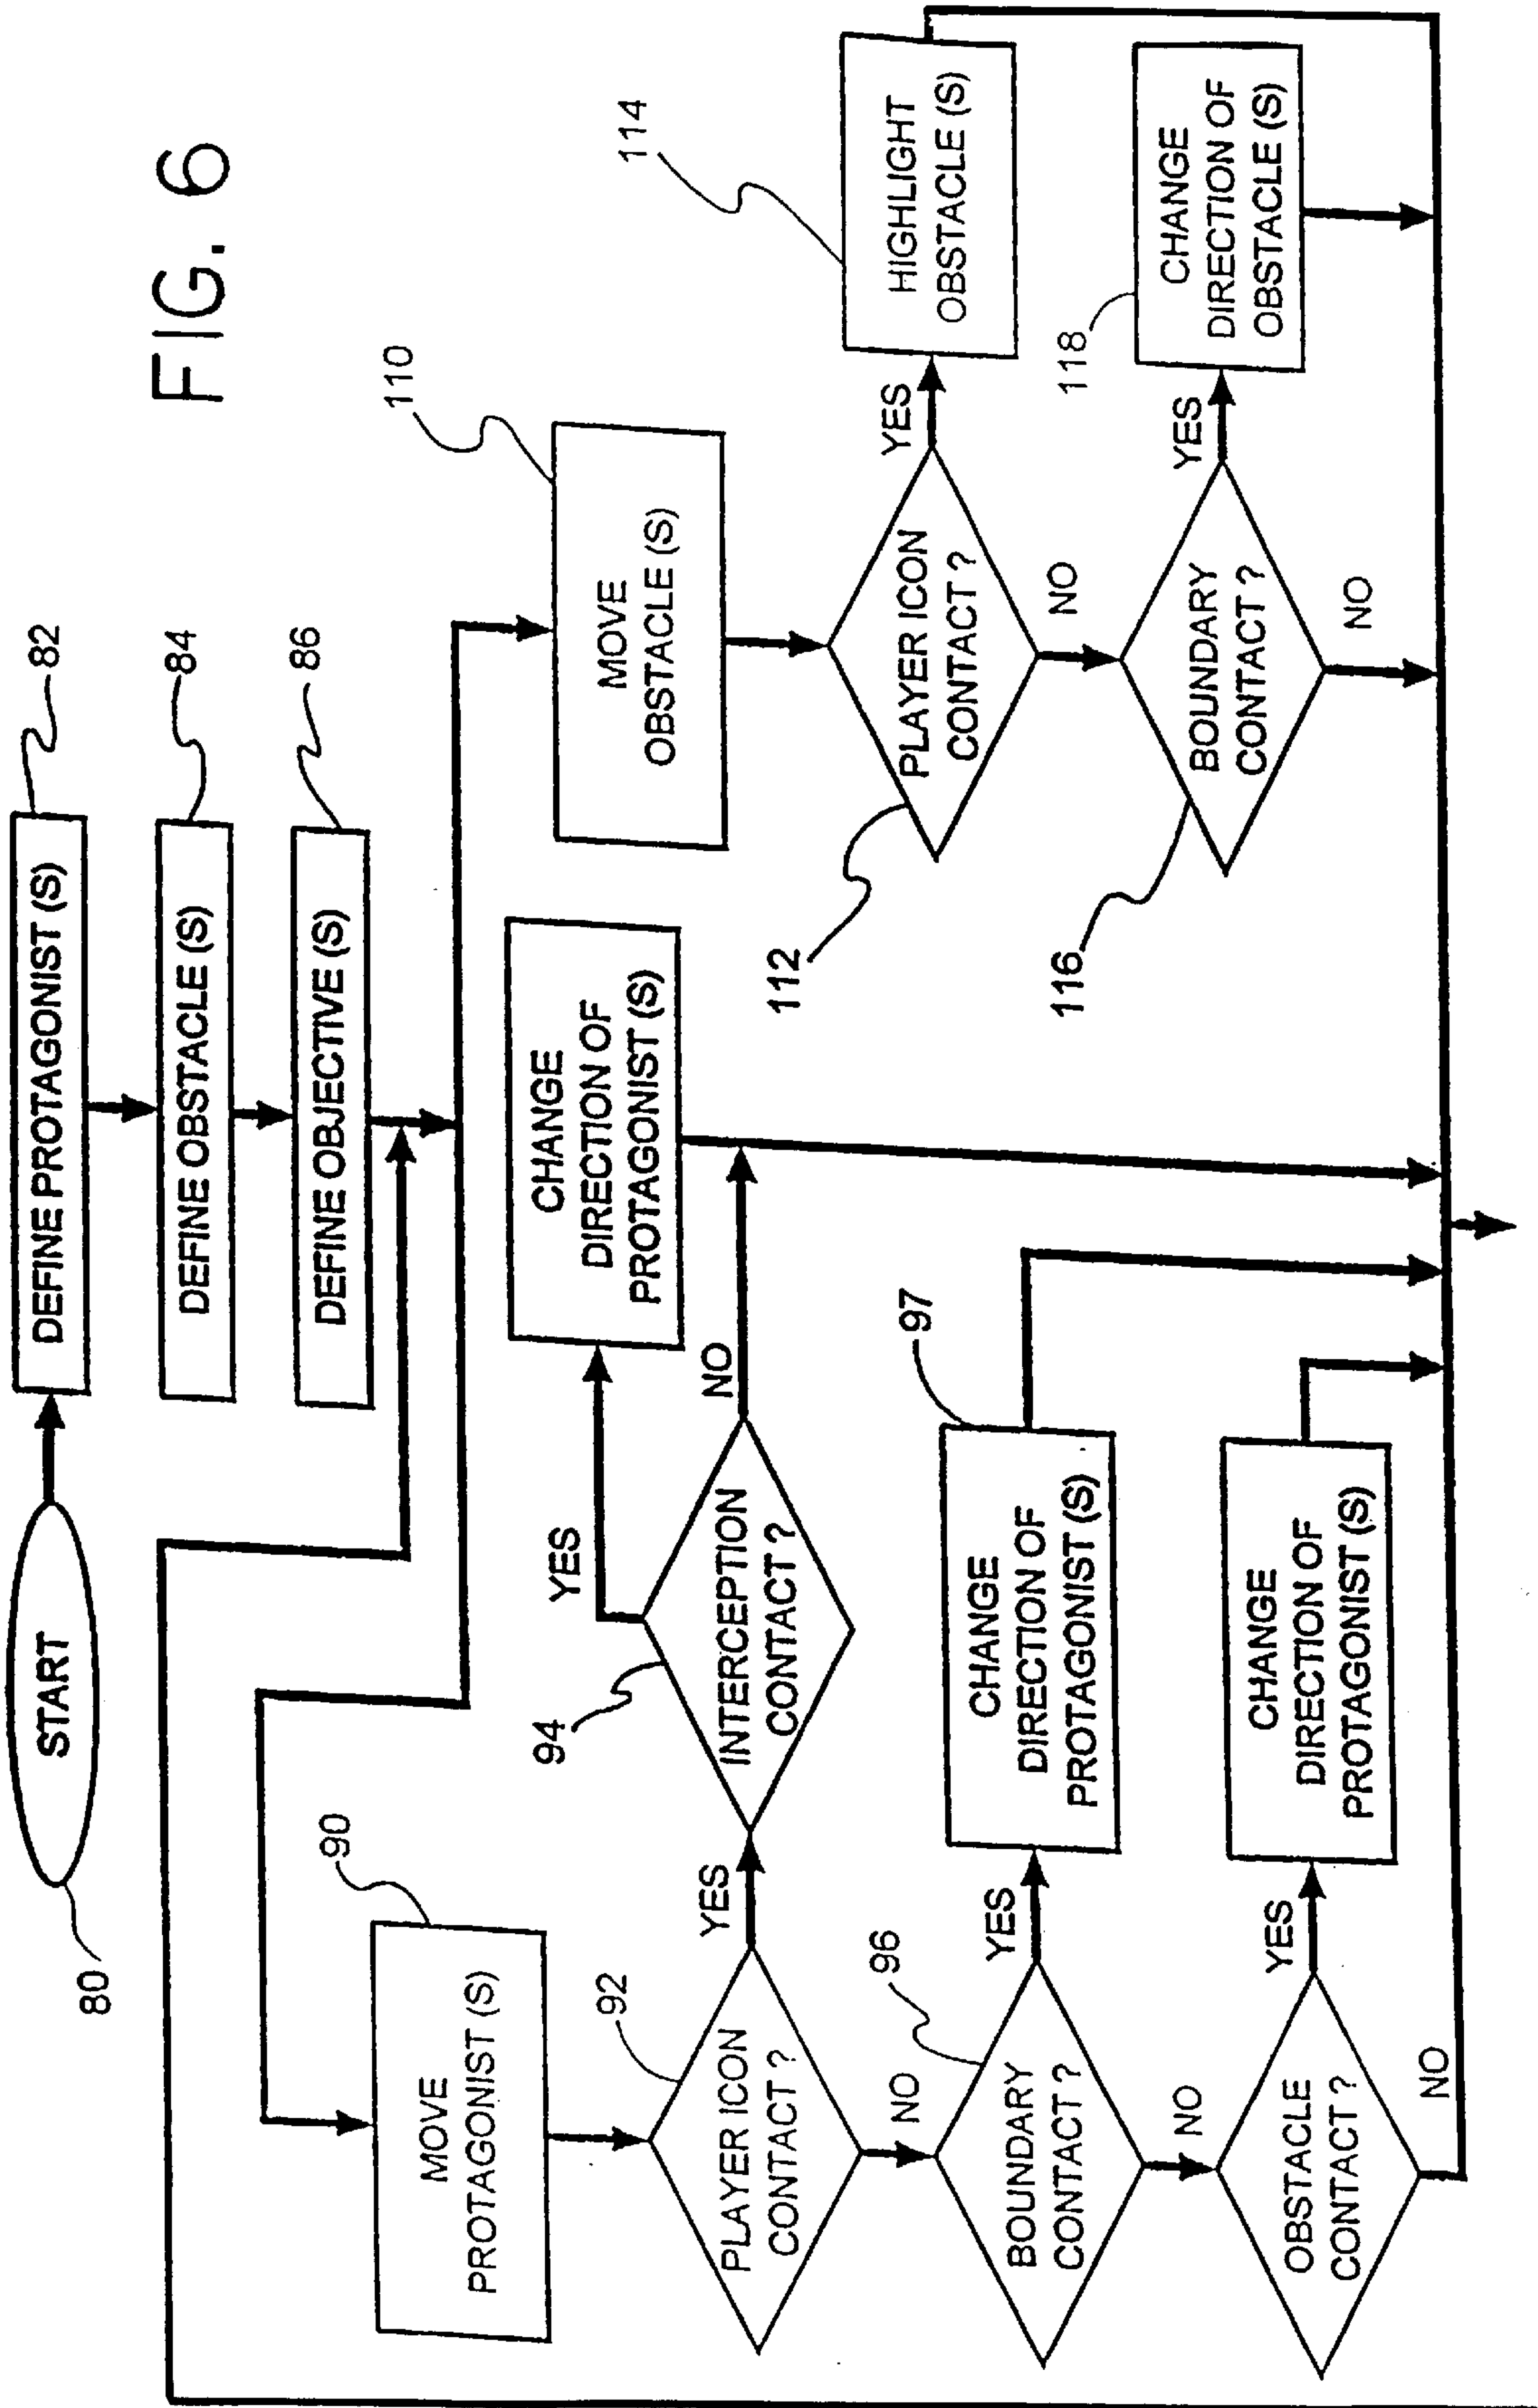 FIG. 6
START
80
DEFINE PROTAGONIST (S)
82
DEFINE OBSTACLE (S)
84
DEFINE OBJECTIVE (S)
86
MOVE
PROTAGONIST (S)
90
PLAYER ICON
CONTACT ?
92
YES
NO
INTERCEPTION
CONTACT ?
94
YES
NO
CHANGE
DIRECTION OF
PROTAGONIST (S)
BOUNDARY
CONTACT ?
96
YES
NO
CHANGE
DIRECTION OF
PROTAGONIST (S)
97
OBSTACLE
CONTACT ?
YES
NO
CHANGE
DIRECTION OF
PROTAGONIST (S)
MOVE
OBSTACLE (S)
110
PLAYER ICON
CONTACT ?
112
YES
NO
HIGHLIGHT
OBSTACLE (S)
114
BOUNDARY
CONTACT ?
116
YES
NO
CHANGE
DIRECTION OF
OBSTACLE (S)
118